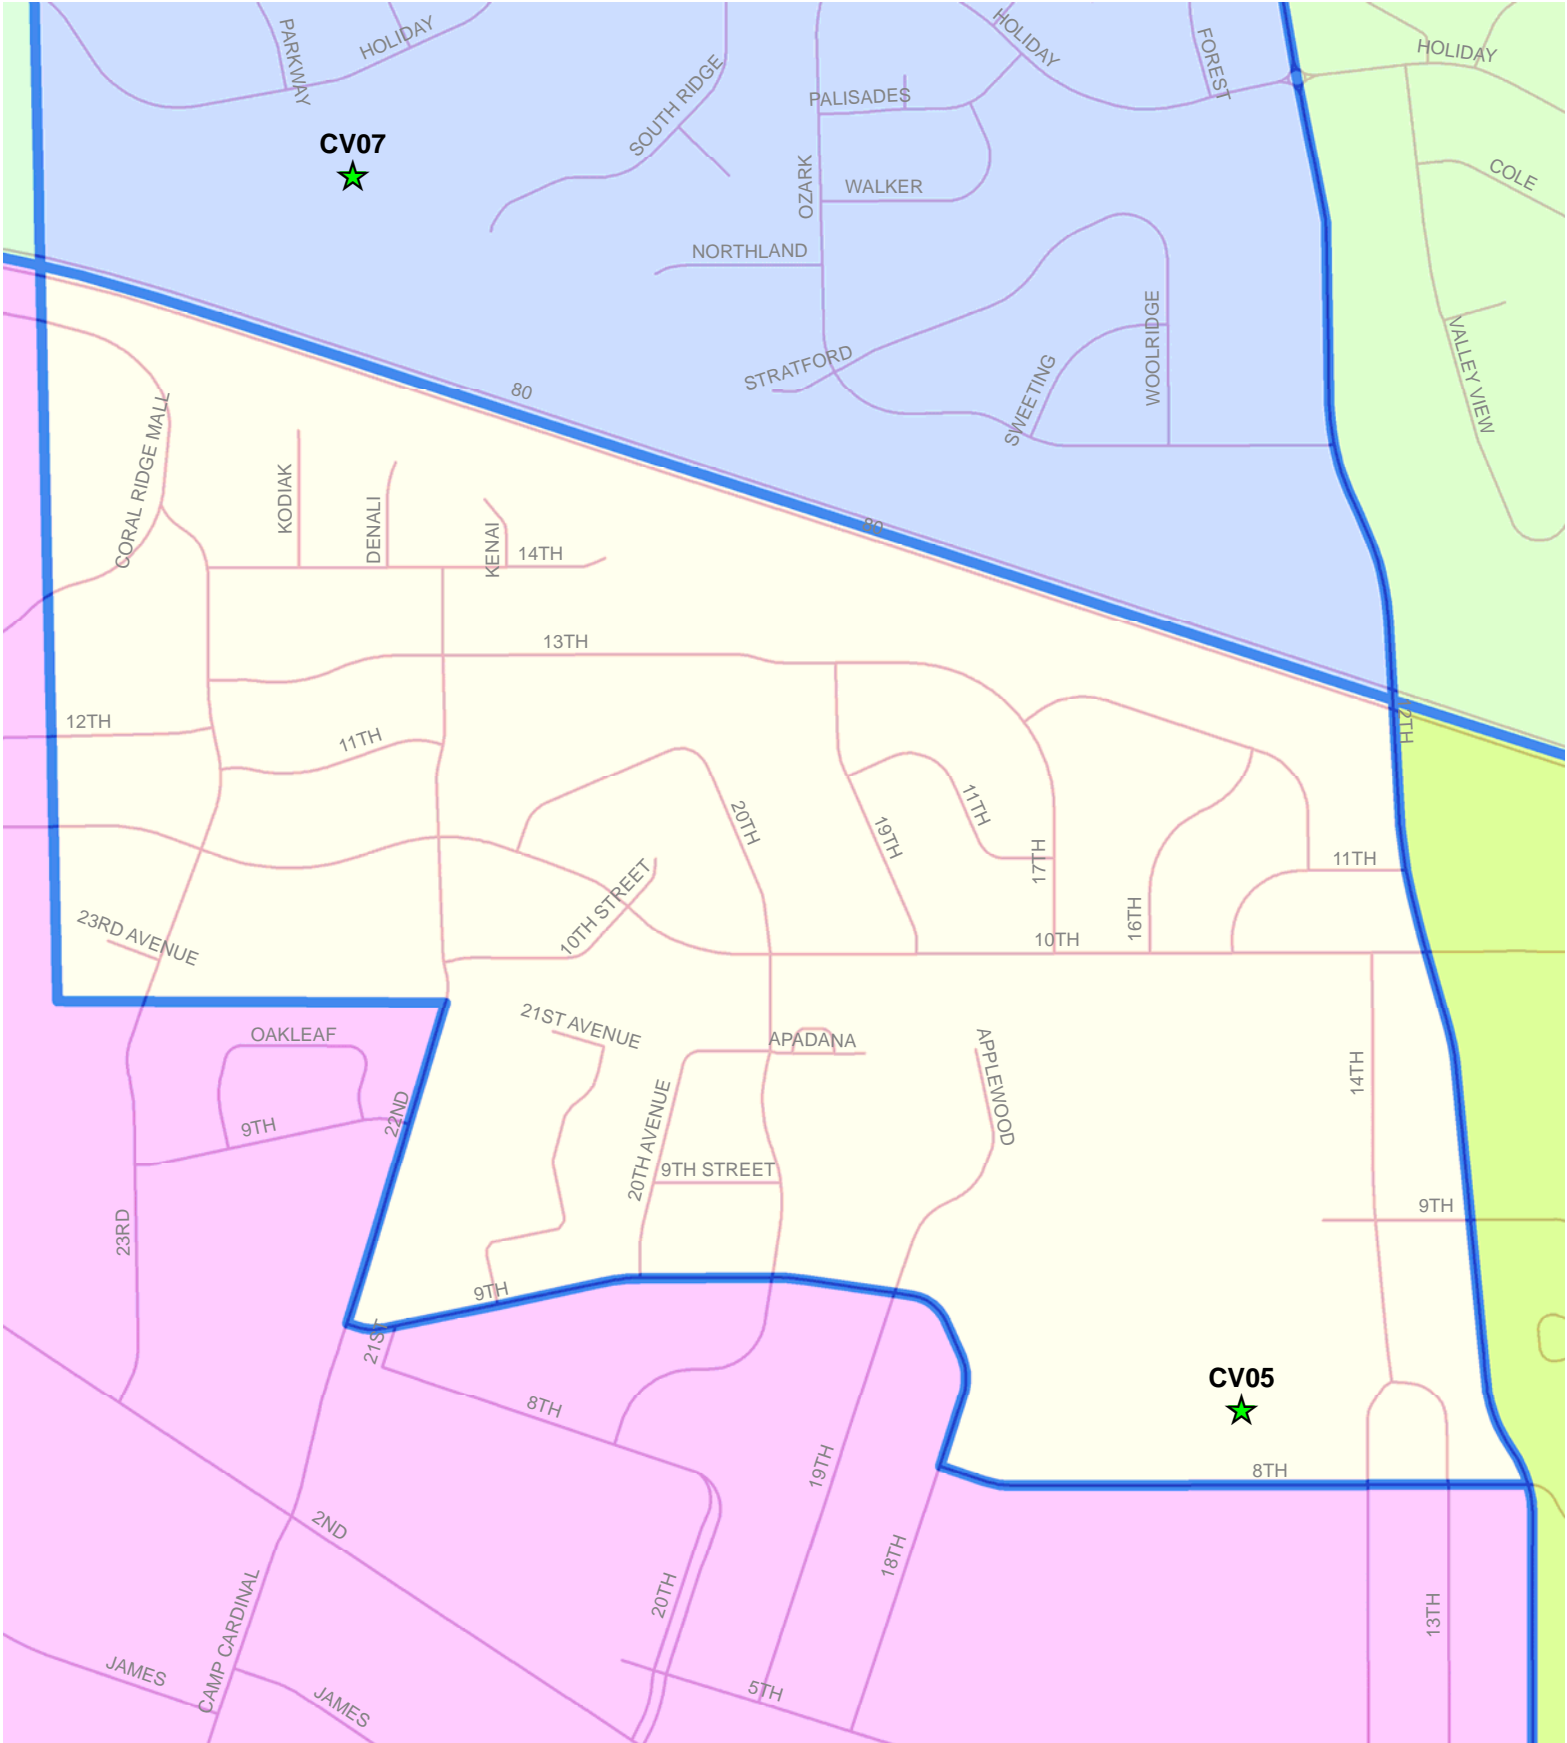 PARKWAY
HOLIDAY
HOLIDAY
FOREST
HOLIDAY
SOUTH RIDGE
PALISADES
CV07
OZARK
WALKER
COLE
NORTHLAND
WOOLRIDGE
STRATFORD
SWEETING
VALLEY VIEW
80
CORAL RIDGE MALL
KODIAK
DENALI
KENAI
14TH
80
13TH
12TH
11TH
20TH
19TH
11TH
17TH
16TH
11TH
10TH STREET
10TH
23RD AVENUE
21ST AVENUE
APADANA
APPLEWOOD
14TH
OAKLEAF
9TH
22ND
20TH AVENUE
9TH STREET
9TH
23RD
9TH
21ST
8TH
CV05
8TH
19TH
2ND
18TH
20TH
13TH
CAMP CARDINAL
JAMES
JAMES
5TH